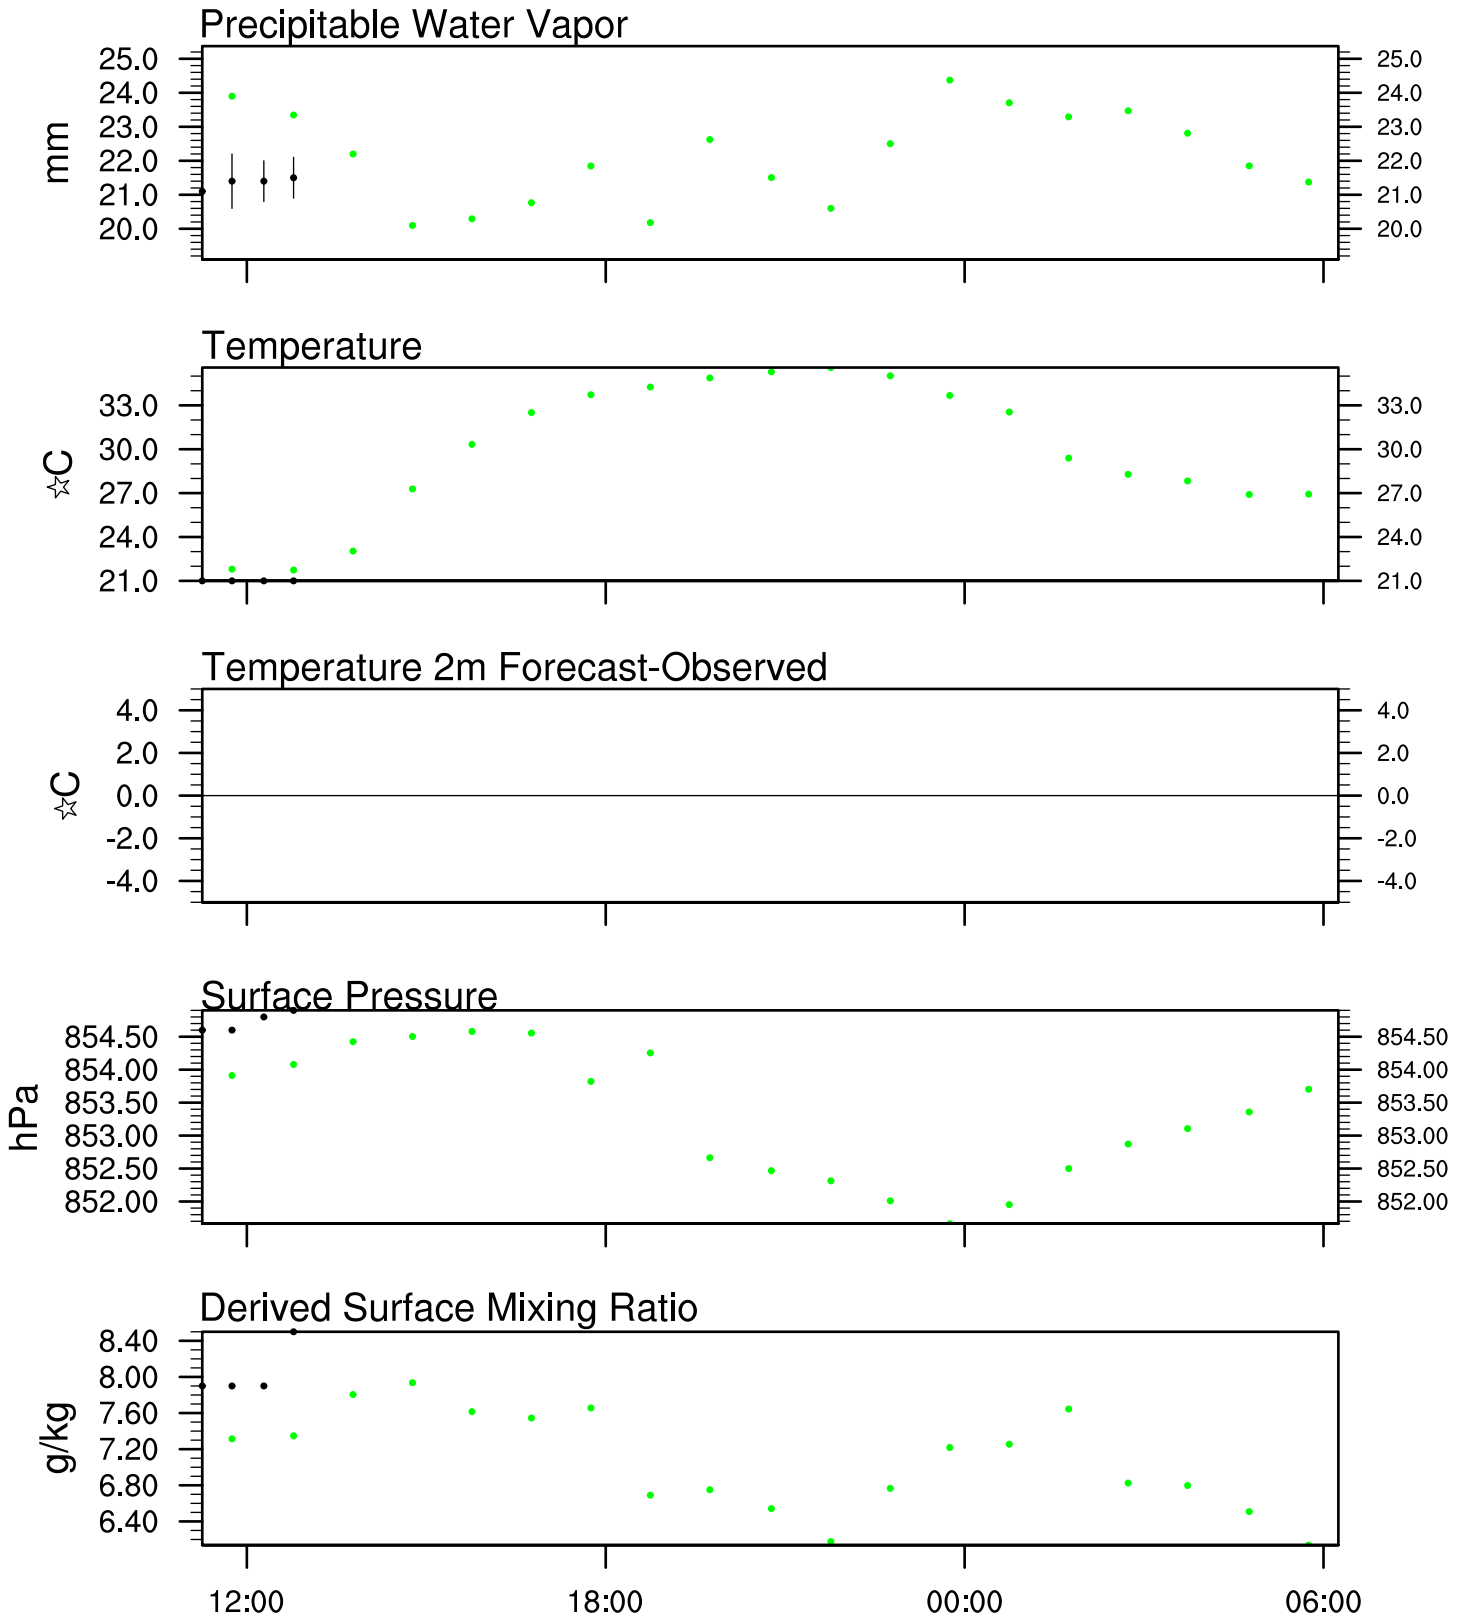 Precipitable Water Vapor
25.0 25.0
24.0 24.0
23.0 23.0
22.0 22.0
21.0 21.0
20.0 20.0
mm
Temperature
33.0 33.0
30.0 30.0
27.0 27.0
24.0 24.0
21.0 21.0
☆C
Temperature 2m Forecast-Observed
4.0 4.0
2.0 2.0
0.0 0.0
-2.0 -2.0
-4.0 -4.0
☆C
Surface Pressure
854.50 854.50
854.00 854.00
853.50 853.50
853.00 853.00
852.50 852.50
852.00 852.00
hPa
Derived Surface Mixing Ratio
8.40
8.00
7.60
7.20
6.80
6.40
g/kg
12:00 18:00 00:00 06:00